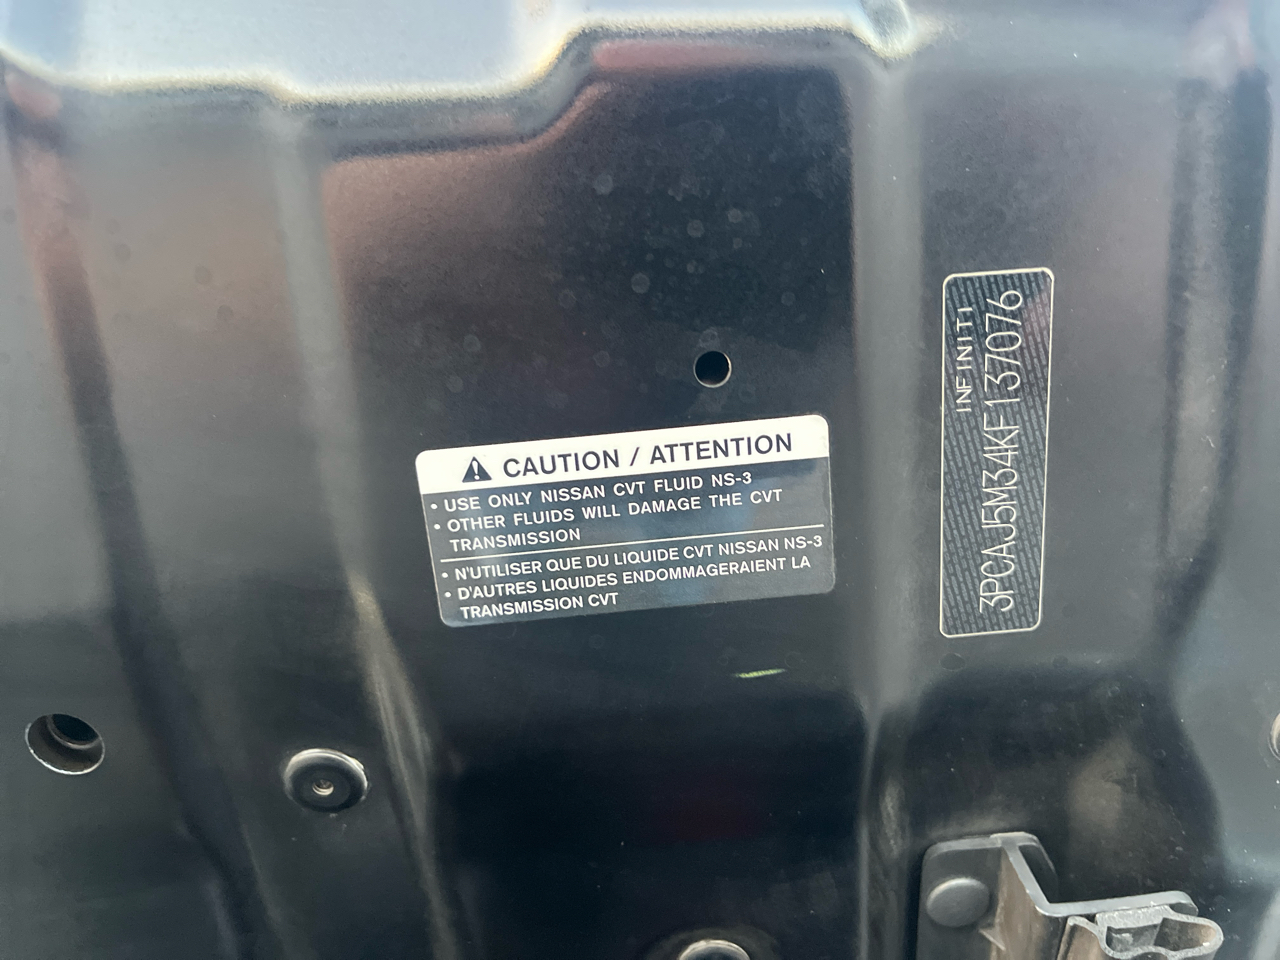 ⚠ CAUTION / ATTENTION
• USE ONLY NISSAN CVT FLUID NS-3
• OTHER FLUIDS WILL DAMAGE THE CVT
TRANSMISSION
• N'UTILISER QUE DU LIQUIDE CVT NISSAN NS-3
• D'AUTRES LIQUIDES ENDOMMAGERAIENT LA
TRANSMISSION CVT
INFINITI
3PCAJ5M34KF137076